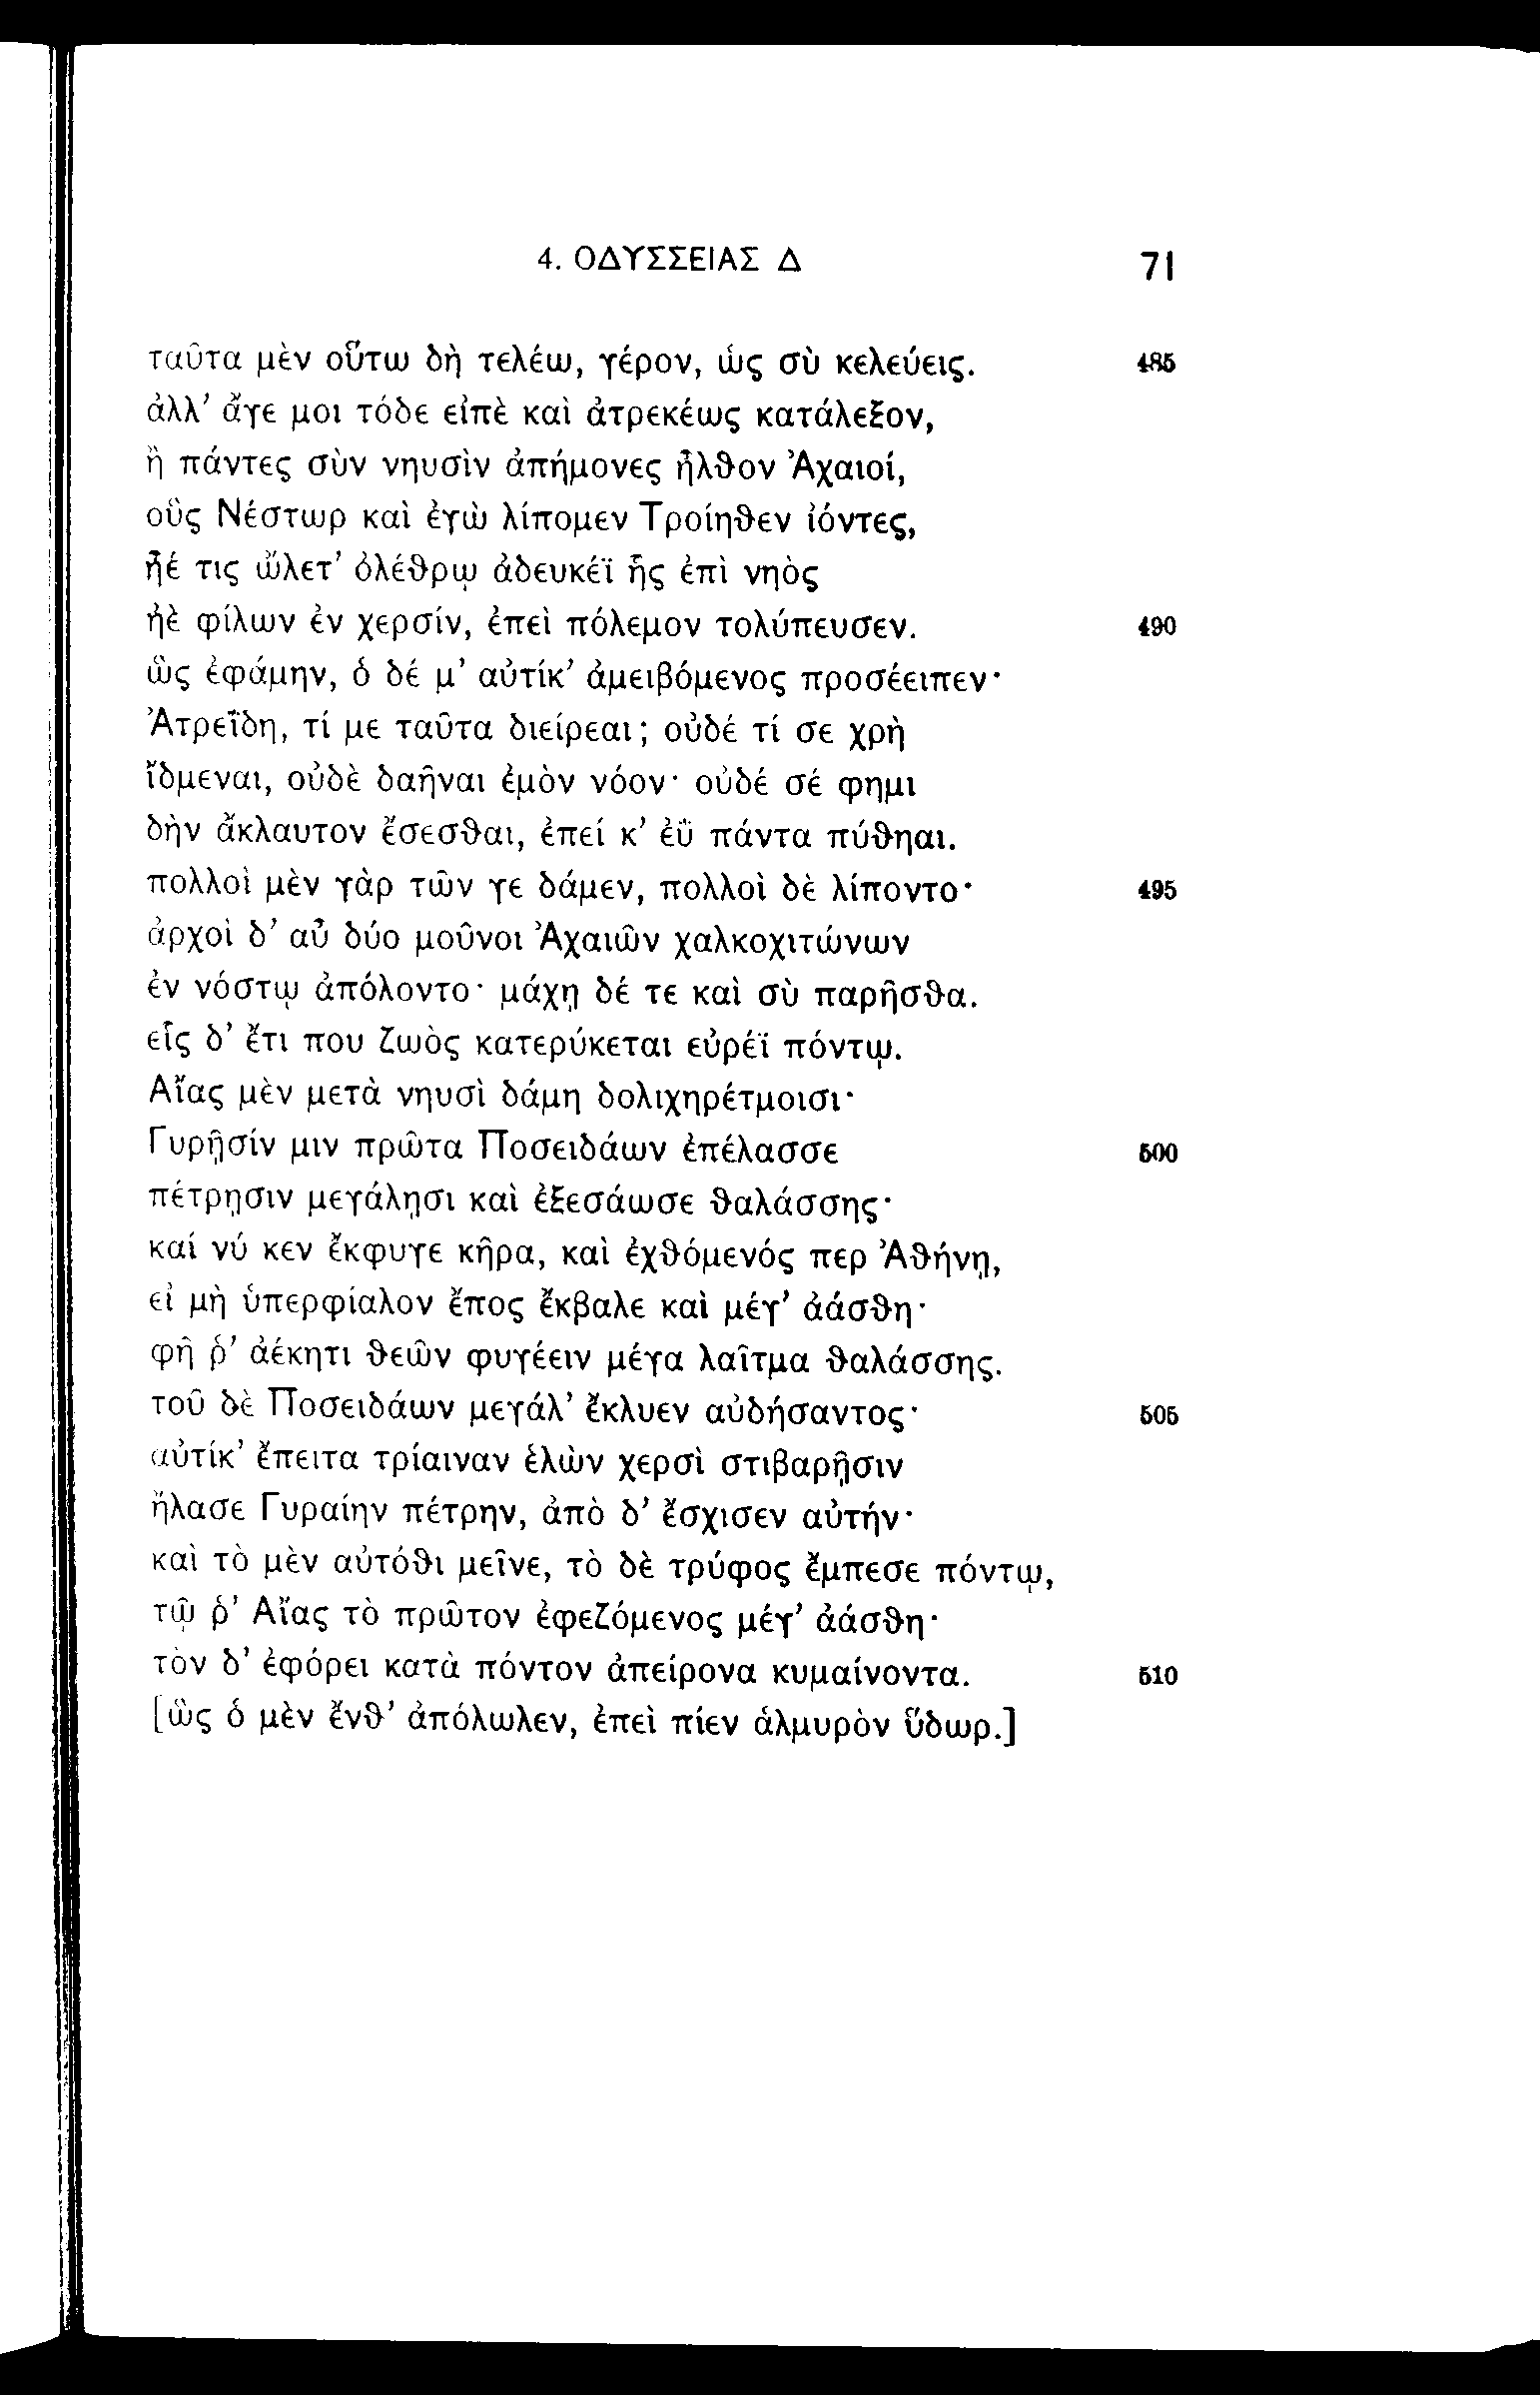 4. ΟΔΥΣΣΕΙΑΣ Δ 71
ταῦτα μὲν οὕτω δὴ τελέω, γέρον, ὡς σὺ κελεύεις. 485
ἀλλ’ ἄγε μοι τόδε εἰπὲ καὶ ἀτρεκέως κατάλεξον,
ἢ πάντες σὺν νηυσὶν ἀπήμονες ἦλθον Ἀχαιοί,
οὓς Νέστωρ καὶ ἐγὼ λίπομεν Τροίηθεν ἰόντες,
ἦέ τις ὤλετ’ ὀλέθρῳ ἀδευκέϊ ἧς ἐπὶ νηὸς
ἠὲ φίλων ἐν χερσίν, ἐπεὶ πόλεμον τολύπευσεν. 490
ὣς ἐφάμην, ὁ δέ μ’ αὐτίκ’ ἀμειβόμενος προσέειπεν·
Ἀτρεΐδη, τί με ταῦτα διείρεαι; οὐδέ τί σε χρὴ
ἴδμεναι, οὐδὲ δαῆναι ἐμὸν νόον· οὐδέ σέ φημι
δὴν ἄκλαυτον ἔσεσθαι, ἐπεί κ’ ἐῢ πάντα πύθηαι.
πολλοὶ μὲν γὰρ τῶν γε δάμεν, πολλοὶ δὲ λίποντο· 495
ἀρχοὶ δ’ αὖ δύο μοῦνοι Ἀχαιῶν χαλκοχιτώνων
ἐν νόστῳ ἀπόλοντο· μάχῃ δέ τε καὶ σὺ παρῆσθα.
εἷς δ’ ἔτι που ζωὸς κατερύκεται εὐρέϊ πόντῳ.
Αἴας μὲν μετὰ νηυσὶ δάμη δολιχηρέτμοισι·
Γυρῇσίν μιν πρῶτα Ποσειδάων ἐπέλασσε 500
πέτρῃσιν μεγάλῃσι καὶ ἐξεσάωσε θαλάσσης·
καί νύ κεν ἔκφυγε κῆρα, καὶ ἐχθόμενός περ Ἀθήνῃ,
εἰ μὴ ὑπερφίαλον ἔπος ἔκβαλε καὶ μέγ’ ἀάσθη·
φῆ ῥ’ ἀέκητι θεῶν φυγέειν μέγα λαῖτμα θαλάσσης.
τοῦ δὲ Ποσειδάων μεγάλ’ ἔκλυεν αὐδήσαντος· 505
αὐτίκ’ ἔπειτα τρίαιναν ἑλὼν χερσὶ στιβαρῇσιν
ἤλασε Γυραίην πέτρην, ἀπὸ δ’ ἔσχισεν αὐτήν·
καὶ τὸ μὲν αὐτόθι μεῖνε, τὸ δὲ τρύφος ἔμπεσε πόντῳ,
τῷ ῥ’ Αἴας τὸ πρῶτον ἐφεζόμενος μέγ’ ἀάσθη·
τὸν δ’ ἐφόρει κατὰ πόντον ἀπείρονα κυμαίνοντα. 510
[ὣς ὁ μὲν ἔνθ’ ἀπόλωλεν, ἐπεὶ πίεν ἁλμυρὸν ὕδωρ.]